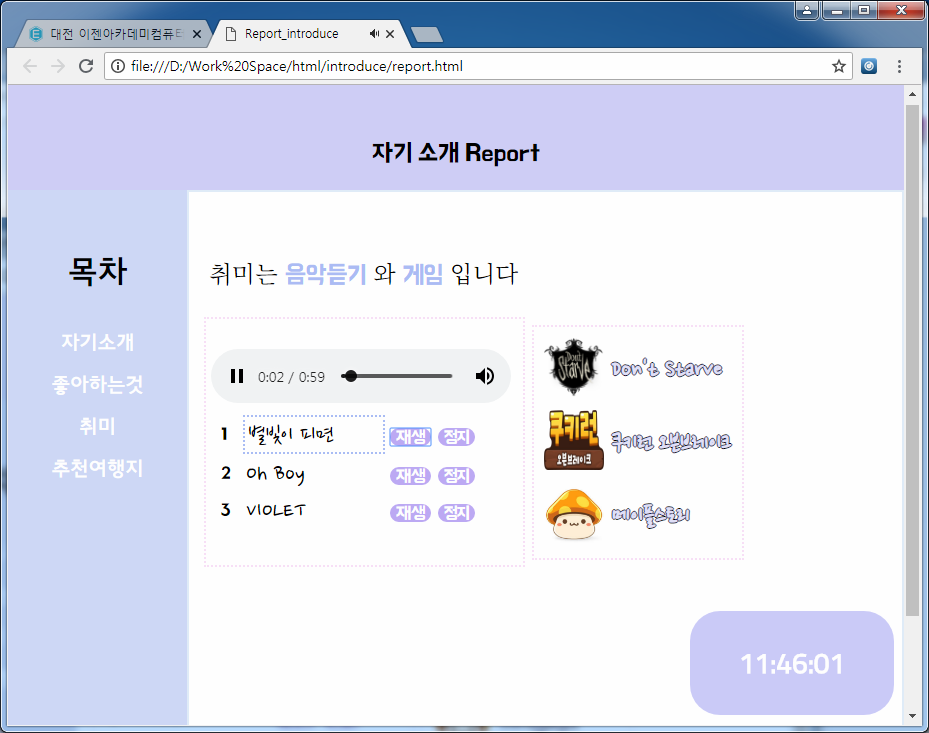 대전 이젠아카데미컴퓨터
Report_introduce
file:///D:/Work%20Space/html/introduce/report.html
자기 소개 Report
목차
자기소개
좋아하는것
취미
추천여행지
취미는 음악듣기 와 게임 입니다
0:02 / 0:59
1 별빛이 피면 재생 정지
2 Oh Boy 재생 정지
3 VIOLET 재생 정지
Don't Starve
Don't Starve
쿠키런 오븐브레이크
쿠키런 오븐브레이크
메이플스토리
11:46:01